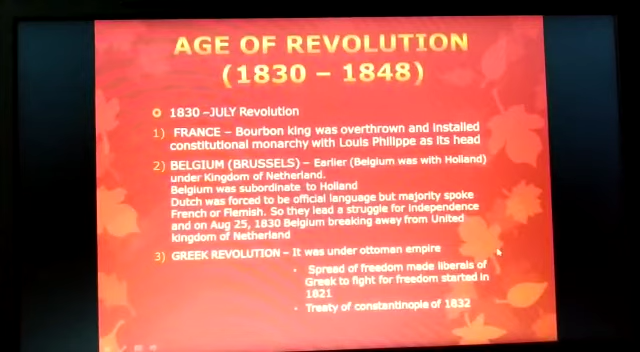 AGE OF REVOLUTION
(1830 – 1848)
1830 –JULY Revolution
1) FRANCE – Bourbon king was overthrown and installed
constitutional monarchy with Louis Philippe as its head
2) BELGIUM (BRUSSELS) – Earlier (Belgium was with Holland)
under Kingdom of Netherland.
Belgium was subordinate to Holland
Dutch was forced to be official language but majority spoke
French or Flemish. So they lead a struggle for independence
and on Aug 25, 1830 Belgium breaking away from United
kingdom of Netherland
3) GREEK REVOLUTION – It was under ottoman empire
• Spread of freedom made liberals of
Greek to fight for freedom started in
1821
• Treaty of constantinople of 1832